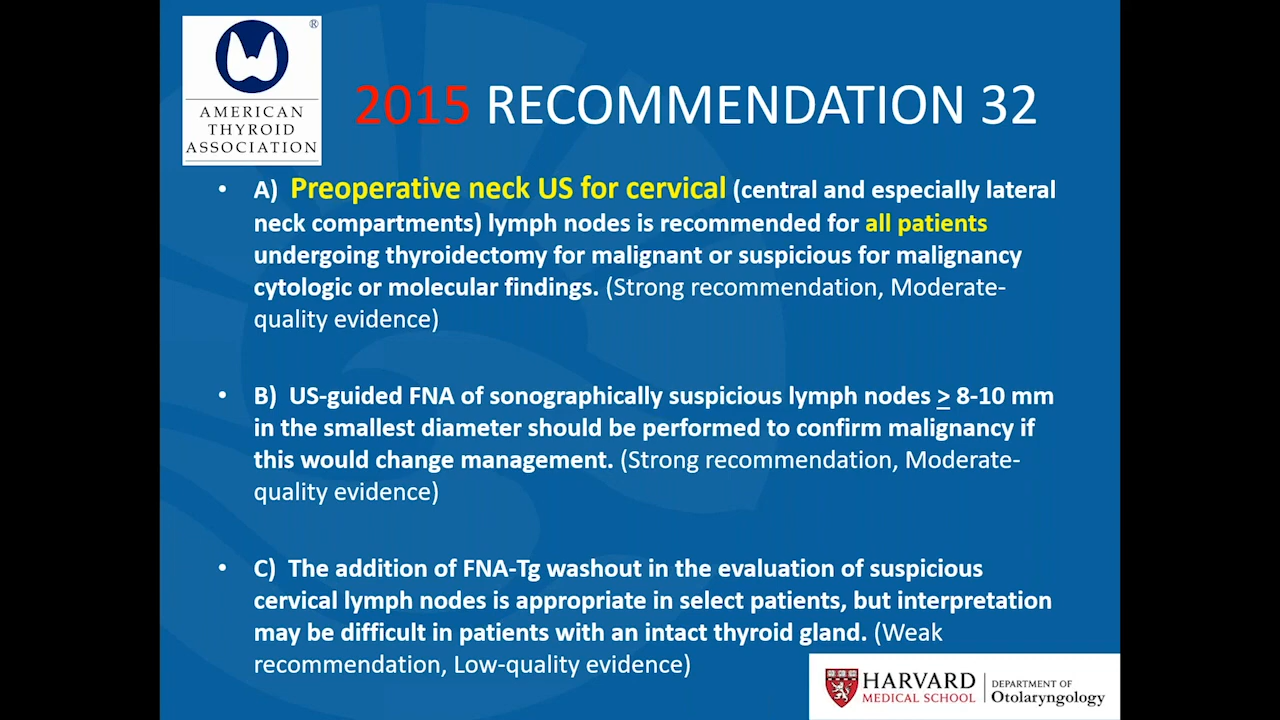 ®
AMERICAN
THYROID
ASSOCIATION
2015 RECOMMENDATION 32
• A) Preoperative neck US for cervical (central and especially lateral
neck compartments) lymph nodes is recommended for all patients
undergoing thyroidectomy for malignant or suspicious for malignancy
cytologic or molecular findings. (Strong recommendation, Moderate-
quality evidence)
• B) US-guided FNA of sonographically suspicious lymph nodes ≥ 8-10 mm
in the smallest diameter should be performed to confirm malignancy if
this would change management. (Strong recommendation, Moderate-
quality evidence)
• C) The addition of FNA-Tg washout in the evaluation of suspicious
cervical lymph nodes is appropriate in select patients, but interpretation
may be difficult in patients with an intact thyroid gland. (Weak
recommendation, Low-quality evidence)
HARVARD
MEDICAL SCHOOL
DEPARTMENT OF
Otolaryngology